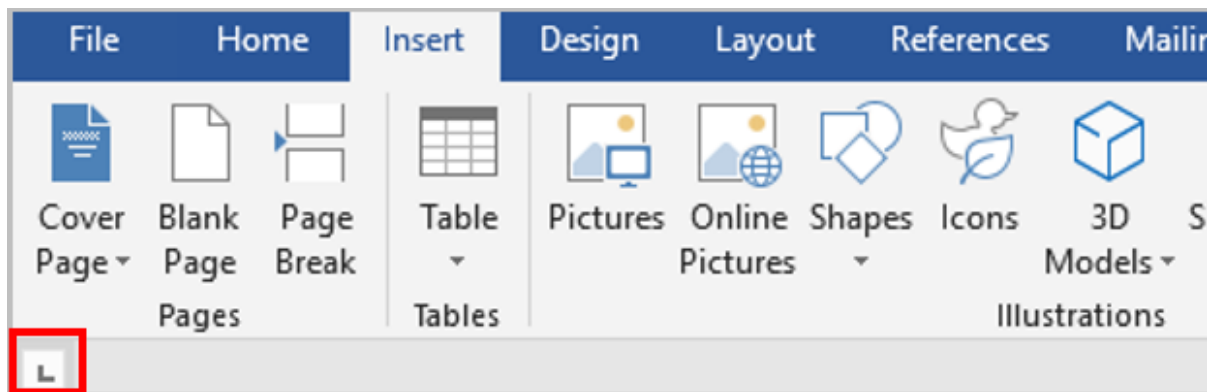 File Home Insert Design Layout References Mailin
Cover Blank Page Table Pictures Online Shapes Icons 3D S
Page Page Break Pictures Models
Pages Tables Illustrations